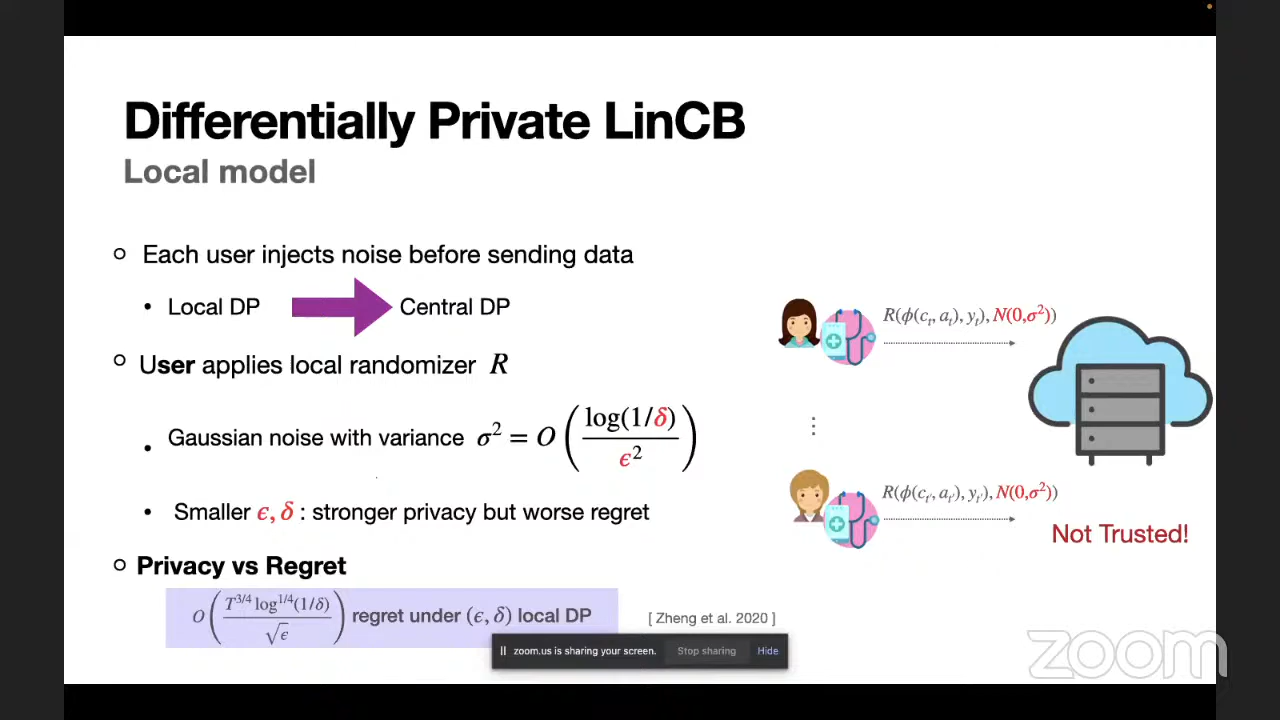 Differentially Private LinCB
Local model
Each user injects noise before sending data
Local DP
Central DP
User applies local randomizer R
Gaussian noise with variance σ² = O(log(1/δ)/ϵ²)
Smaller ϵ, δ : stronger privacy but worse regret
Privacy vs Regret
O(T^{3/4} log^{1/4}(1/δ)/√ϵ) regret under (ϵ, δ) local DP
[ Zheng et al. 2020 ]
R(ϕ(c_t, a_t), y_t), N(0,σ²))
⋮
R(ϕ(c_{t'}, a_{t'}), y_{t'}), N(0,σ²))
Not Trusted!
zoom.us is sharing your screen.
Stop sharing
Hide
zoom